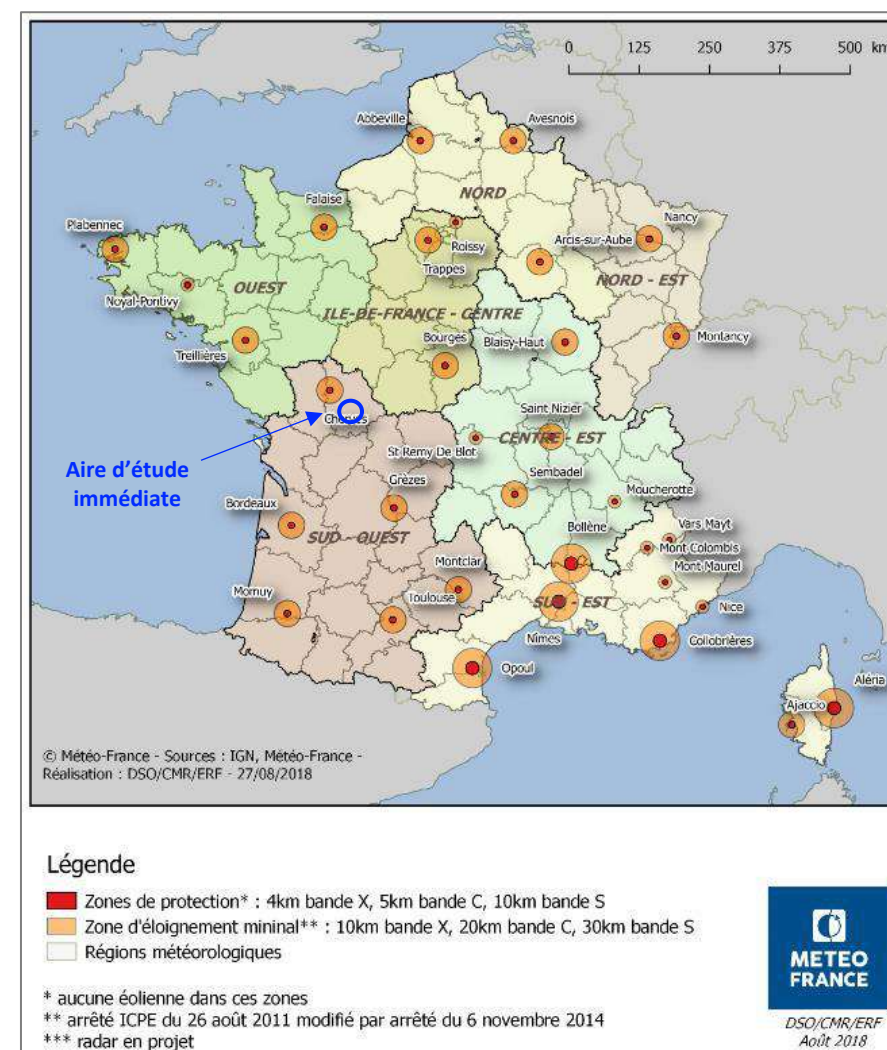 0 125 250 375 500 km
Abbeville
Avesnois
NORD
Falaise
Nancy
Plabennec
Roissy
Arcis-sur-Aube
Trappes
Noyal-Pontivy
OUEST
NORD - EST
ILE-DE-FRANCE - CENTRE
Treillières
Bourges
Blaisy-Haut
Montancy
Cherves
Saint Nizier
St Remy De Blot
CENTRE - EST
Aire d'étude
immédiate
Grèzes
Sembadel
Moucherotte
Bordeaux
SUD - OUEST
Bollène
Vars Mayt
Mont Colombis
Montclar
Mont Maurel
Momuy
Toulouse
SUD - EST
Nice
Nîmes
Collobrières
Opoul
Aléria
Ajaccio
© Météo-France - Sources : IGN, Météo-France -
Réalisation : DSO/CMR/ERF - 27/08/2018
Légende
Zones de protection* : 4km bande X, 5km bande C, 10km bande S
Zone d'éloignement mininal** : 10km bande X, 20km bande C, 30km bande S
Régions météorologiques
* aucune éolienne dans ces zones
** arrêté ICPE du 26 août 2011 modifié par arrêté du 6 novembre 2014
*** radar en projet
METEO
FRANCE
DSO/CMR/ERF
Août 2018